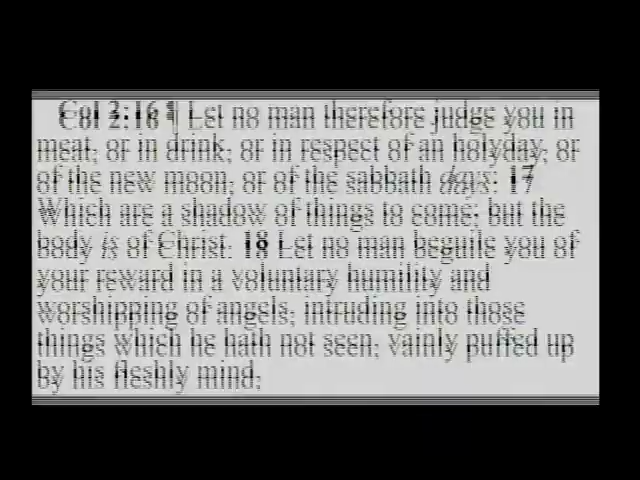 Col 2:16 ¶ Let no man therefore judge you in
meat, or in drink, or in respect of an holyday, or
of the new moon, or of the sabbath days: 17
Which are a shadow of things to come; but the
body is of Christ. 18 Let no man beguile you of
your reward in a voluntary humility and
worshipping of angels, intruding into those
things which he hath not seen, vainly puffed up
by his fleshly mind,